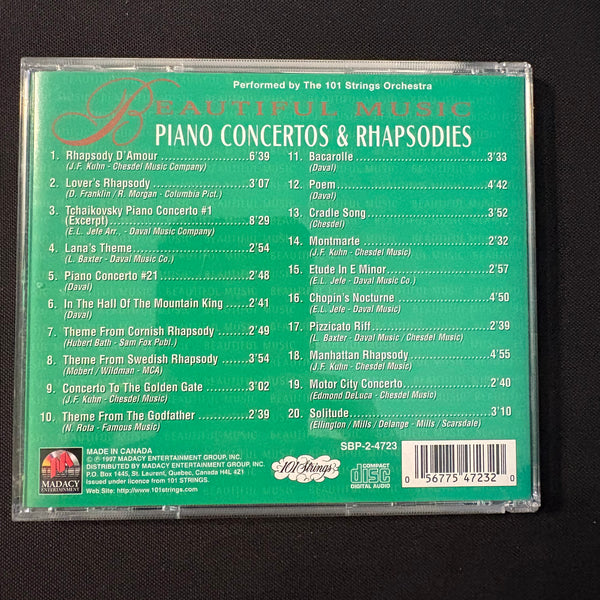 Performed by The 101 Strings Orchestra
BEAUTIFUL MUSIC
PIANO CONCERTOS & RHAPSODIES
1. Rhapsody D'Amour 6'39
(J.F. Kuhn - Chesdel Music Company)
2. Lover's Rhapsody 3'07
(D. Franklin / R. Morgan - Columbia Pict.)
3. Tchaikovsky Piano Concerto #1
(Excerpt) 8'29
(E.L. Jefe Arr., - Daval Music Company)
4. Lana's Theme 2'54
(L. Baxter - Daval Music Co.)
5. Piano Concerto #21 2'48
(Daval)
6. In The Hall Of The Mountain King 2'41
(Daval)
7. Theme From Cornish Rhapsody 2'49
(Hubert Bath - Sam Fox Publ.)
8. Theme From Swedish Rhapsody 3'54
(Mobert / Wildman - MCA)
9. Concerto To The Golden Gate 3'02
(J.F. Kuhn - Chesdel Music)
10. Theme From The Godfather 2'39
(N. Rota - Famous Music)
11. Bacarolle 3'33
(Daval)
12. Poem 4'42
(Daval)
13. Cradle Song 3'52
(Chesdel)
14. Montmarte 2'32
(J.F. Kuhn - Chesdel Music)
15. Etude In E Minor 2'57
(E.L. Jefe - Daval Music Co.)
16. Chopin's Nocturne 4'50
(E.L. Jefe - Daval Music)
17. Pizzicato Riff 2'39
(L. Baxter - Daval Music / Chesdel Music)
18. Manhattan Rhapsody 4'55
(J.F. Kuhn - Chesdel Music)
19. Motor City Concerto 2'40
(Edmond DeLuca - Chesdel Music)
20. Solitude 3'10
(Ellington / Mills / Delange - Mills / Scarsdale)
SBP-2-4723
MADACY
ENTERTAINMENT
MADE IN CANADA
© ℗ 1997 MADACY ENTERTAINMENT GROUP, INC.
DISTRIBUTED BY MADACY ENTERTAINMENT GROUP, INC.
P.O. Box 1445, St. Laurent, Quebec, Canada H4L 4Z1
Issued under licence from 101 STRINGS.
Web Site: http://www.101strings.com
101 Strings
COMPACT
disc
DIGITAL AUDIO
0 56775 47232 0